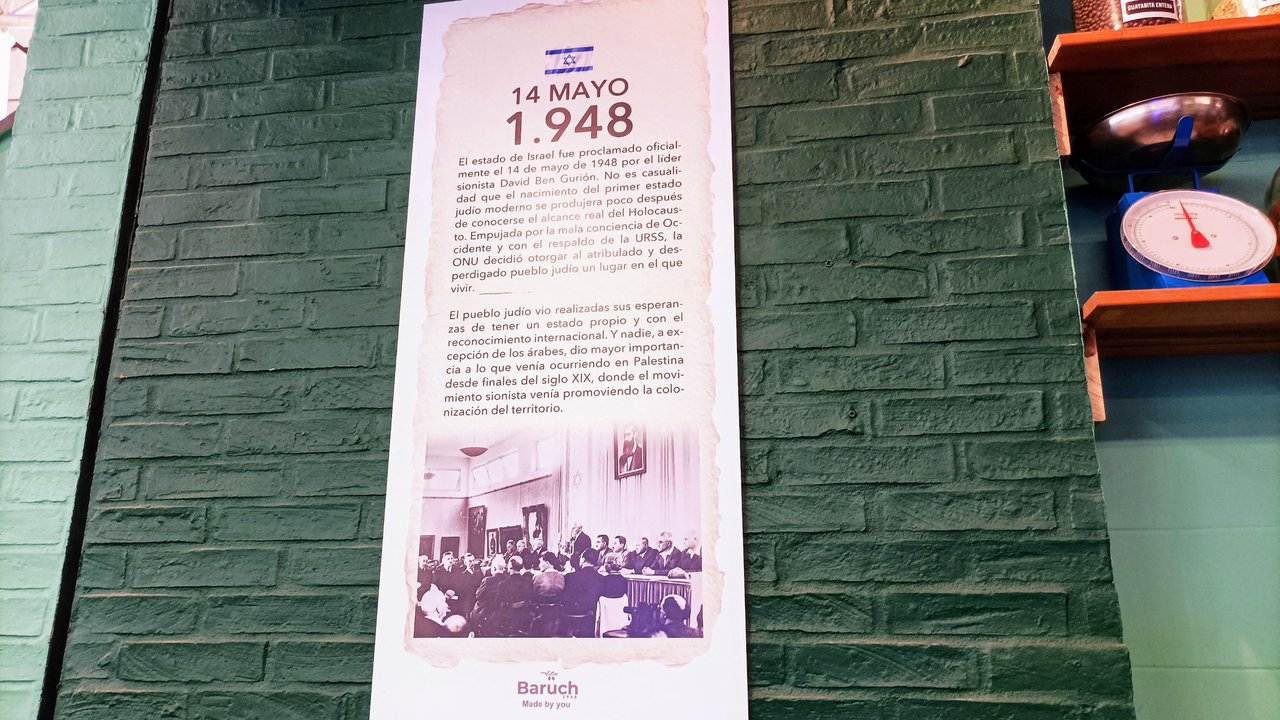 14 MAYO
1.948
El estado de Israel fue proclamado oficial-
mente el 14 de mayo de 1948 por el líder
sionista David Ben Gurión. No es casuali-
dad que el nacimiento del primer estado
judío moderno se produjera poco después
de conocerse el alcance real del Holocaus-
to. Empujada por la mala conciencia de Oc-
cidente y con el respaldo de la URSS, la
ONU decidió otorgar al atribulado y des-
perdigado pueblo judío un lugar en el que
vivir.
El pueblo judío vio realizadas sus esperan-
zas de tener un estado propio y con el
reconocimiento internacional. Y nadie, a ex-
cepción de los árabes, dio mayor importan-
cia a lo que venía ocurriendo en Palestina
desde finales del siglo XIX, donde el movi-
miento sionista venía promoviendo la colo-
nización del territorio.
Baruch
1948
Made by you
GUAYABITA ENTERA